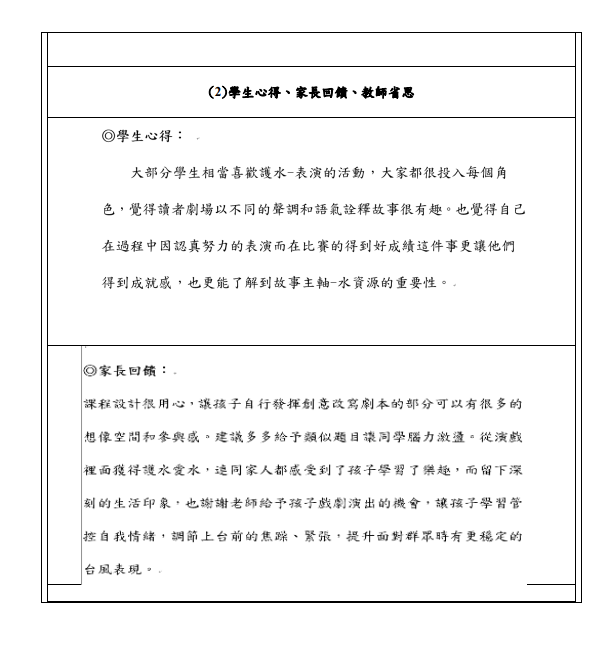 (2)學生心得、家長回饋、教師省思
◎學生心得：
大部分學生相當喜歡護水-表演的活動，大家都很投入每個角
色，覺得讀者劇場以不同的聲調和語氣詮釋故事很有趣。也覺得自己
在過程中因認真努力的表演而在比賽的得到好成績這件事更讓他們
得到成就感，也更能了解到故事主軸-水資源的重要性。
◎家長回饋：
課程設計很用心，讓孩子自行發揮創意改寫劇本的部分可以有很多的
想像空間和參與感。建議多多給予類似題目讓同學腦力激盪。從演戲
裡面獲得護水愛水，連同家人都感受到了孩子學習了樂趣，而留下深
刻的生活印象，也謝謝老師給予孩子戲劇演出的機會，讓孩子學習管
控自我情緒，調節上台前的焦躁、緊張，提升面對群眾時有更穩定的
台風表現。